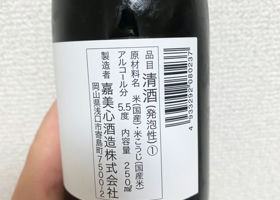 品目 清酒(発泡性)①
原材料名 米(国産)・米こうじ(国産米)
アルコール分 5.5度 内容量 250㎖
製造者 嘉美心酒造株式会社
岡山県浅口市寄島町7500の2
4932920802237